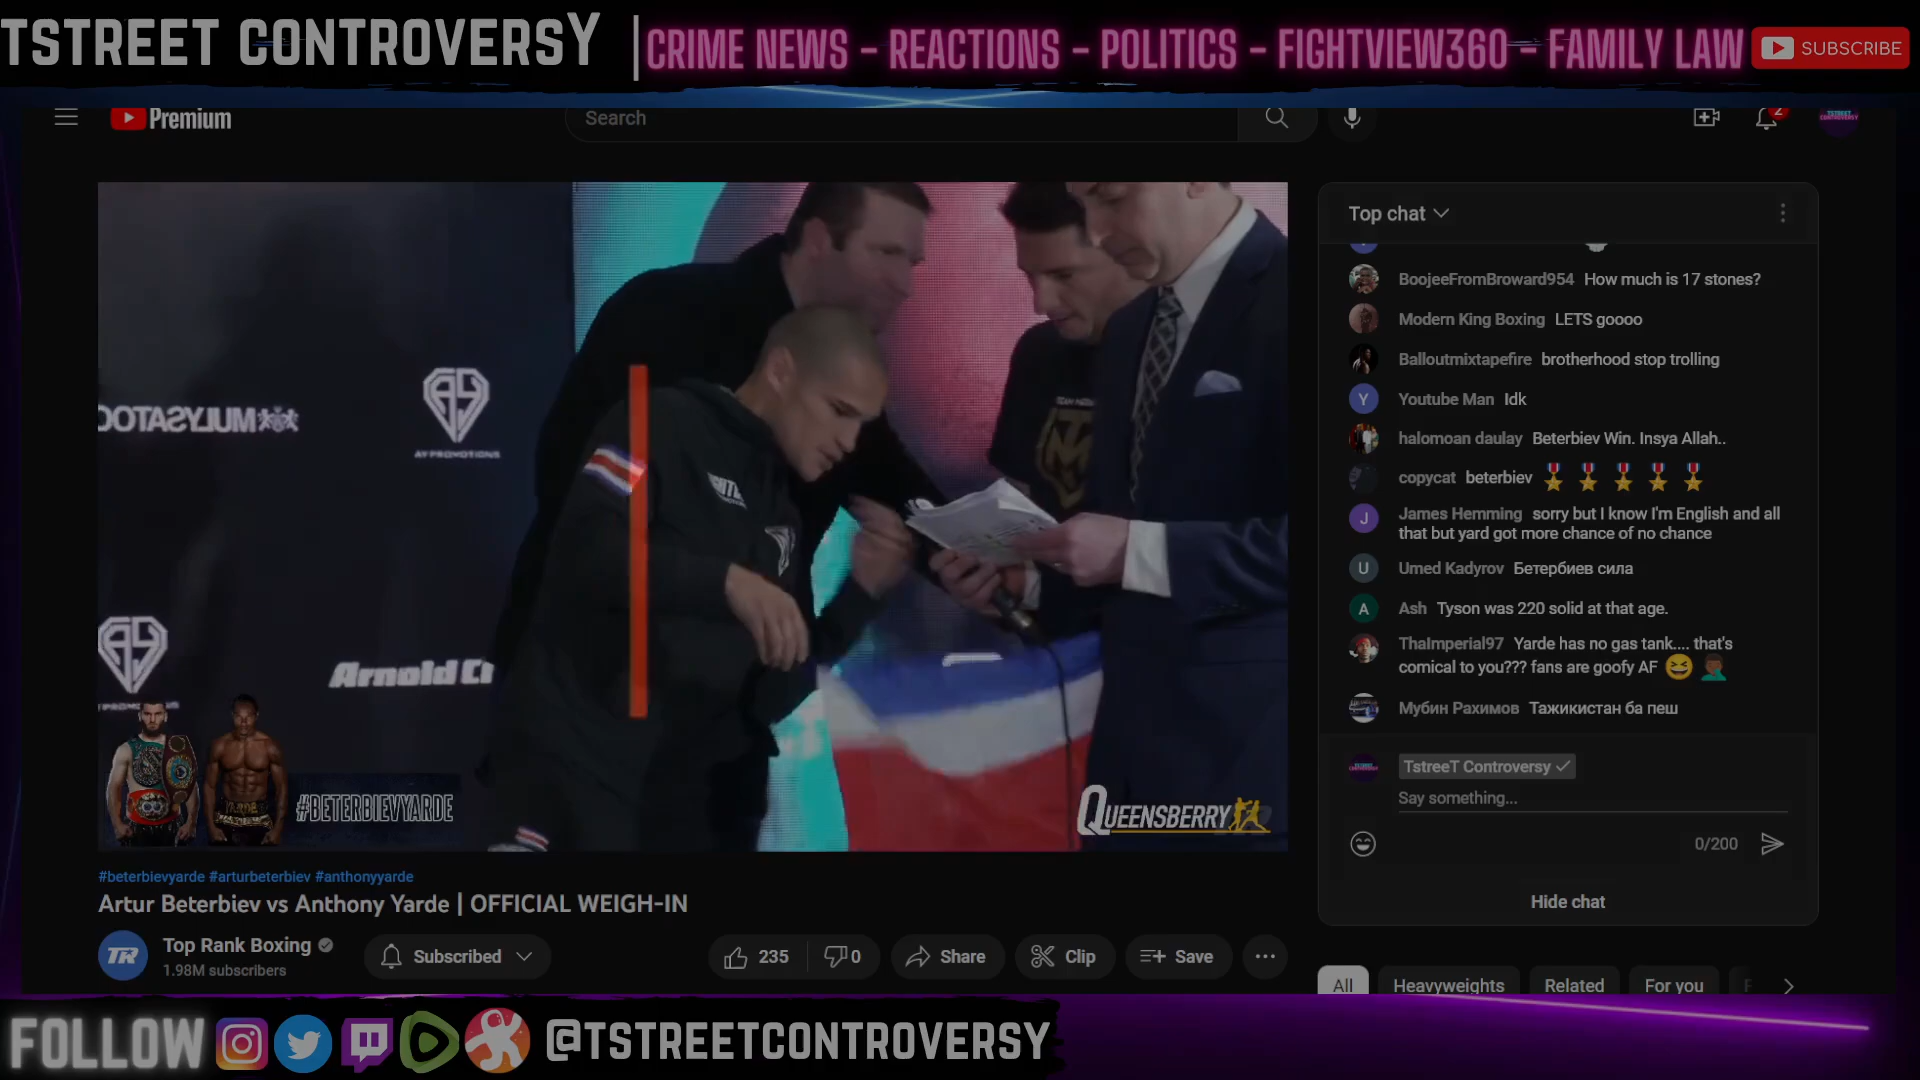 TSTREET CONTROVERSY
CRIME NEWS - REACTIONS - POLITICS - FIGHTVIEW360 - FAMILY LAW
SUBSCRIBE
Premium
Search
2
AY PROMOTIONS
Arnold Cl
#BETERBIEVYARDE
QUEENSBERRY
#beterbievyarde #arturbeterbiev #anthonyyarde
Artur Beterbiev vs Anthony Yarde | OFFICIAL WEIGH-IN
TR
Top Rank Boxing
1.98M subscribers
Subscribed
235
0
Share
Clip
Save
Top chat
BoojeeFromBroward954 How much is 17 stones?
Modern King Boxing LETS goooo
Balloutmixtapefire brotherhood stop trolling
Y
Youtube Man Idk
halomoan daulay Beterbiev Win. Insya Allah..
copycat beterbiev
J
James Hemming sorry but I know I'm English and all
that but yard got more chance of no chance
U
Umed Kadyrov Бетербиев сила
A
Ash Tyson was 220 solid at that age.
ThaImperial97 Yarde has no gas tank.... that's
comical to you??? fans are goofy AF
Мубин Рахимов Тажикистан ба пеш
TstreeT Controversy
Say something...
0/200
Hide chat
All
Heavyweights
Related
For you
FOLLOW
@TSTREETCONTROVERSY